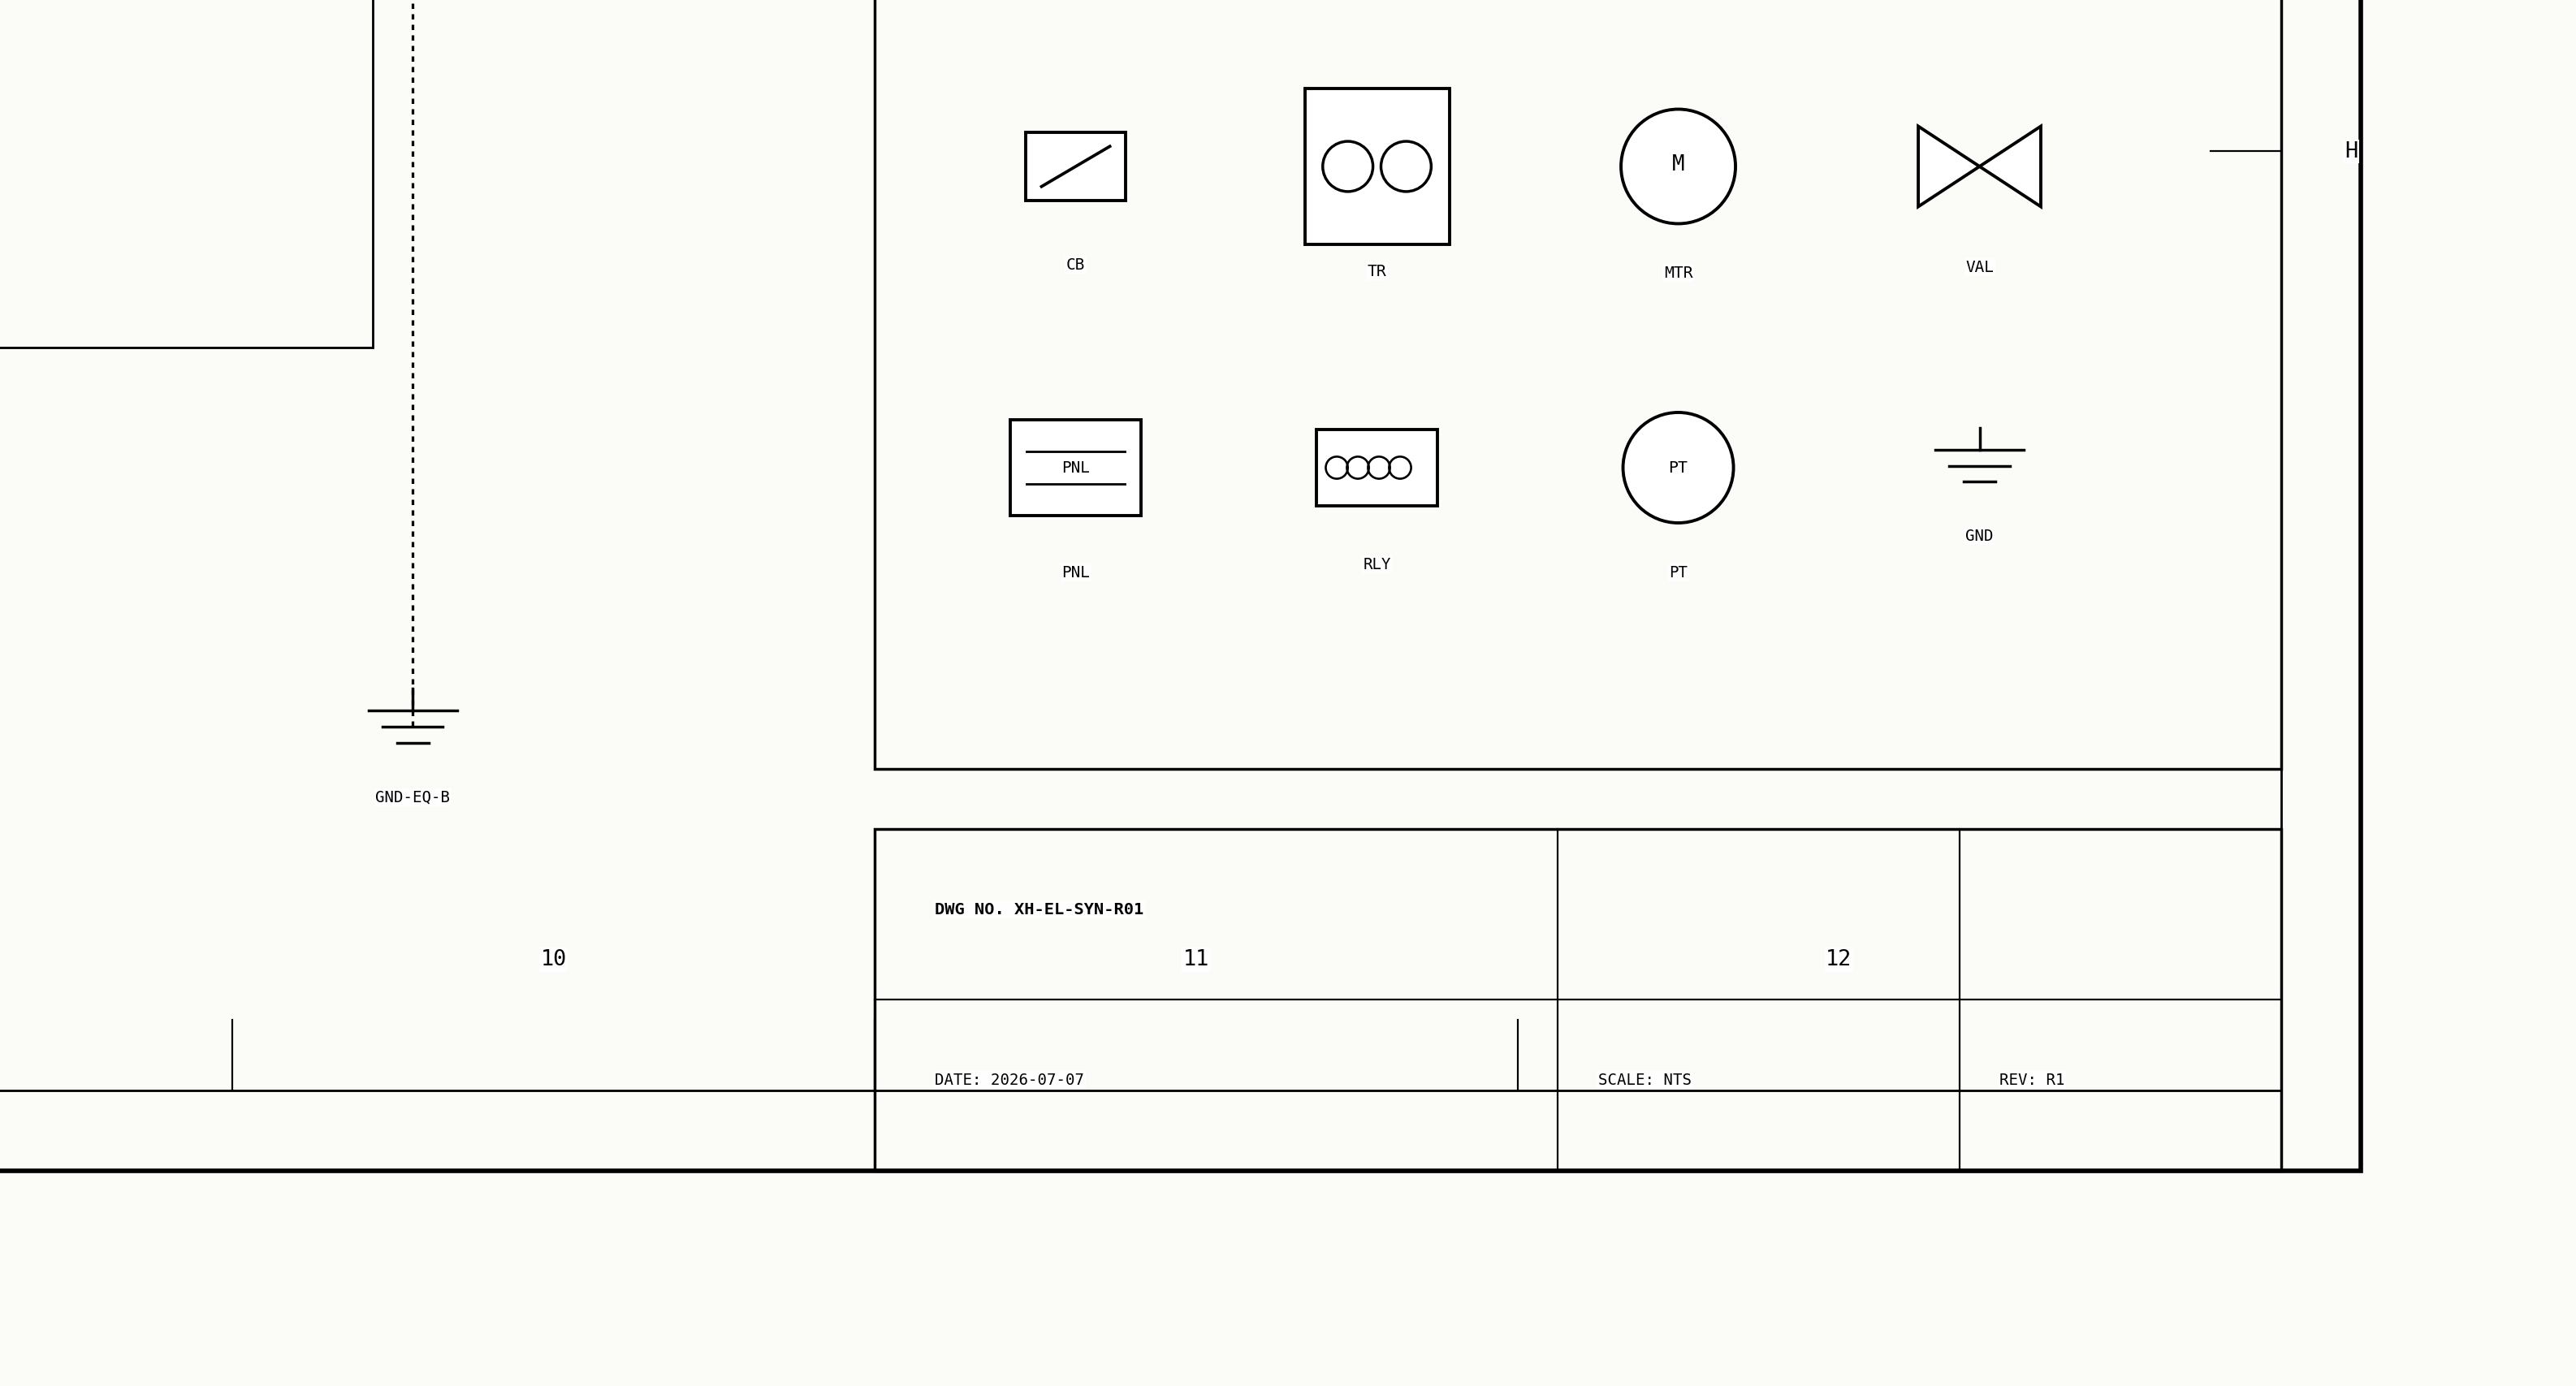 M
H
CB
TR
MTR
VAL
PNL
PT
PNL
RLY
PT
GND
GND-EQ-B
DWG NO. XH-EL-SYN-R01
10
11
12
DATE: 2026-07-07
SCALE: NTS
REV: R1